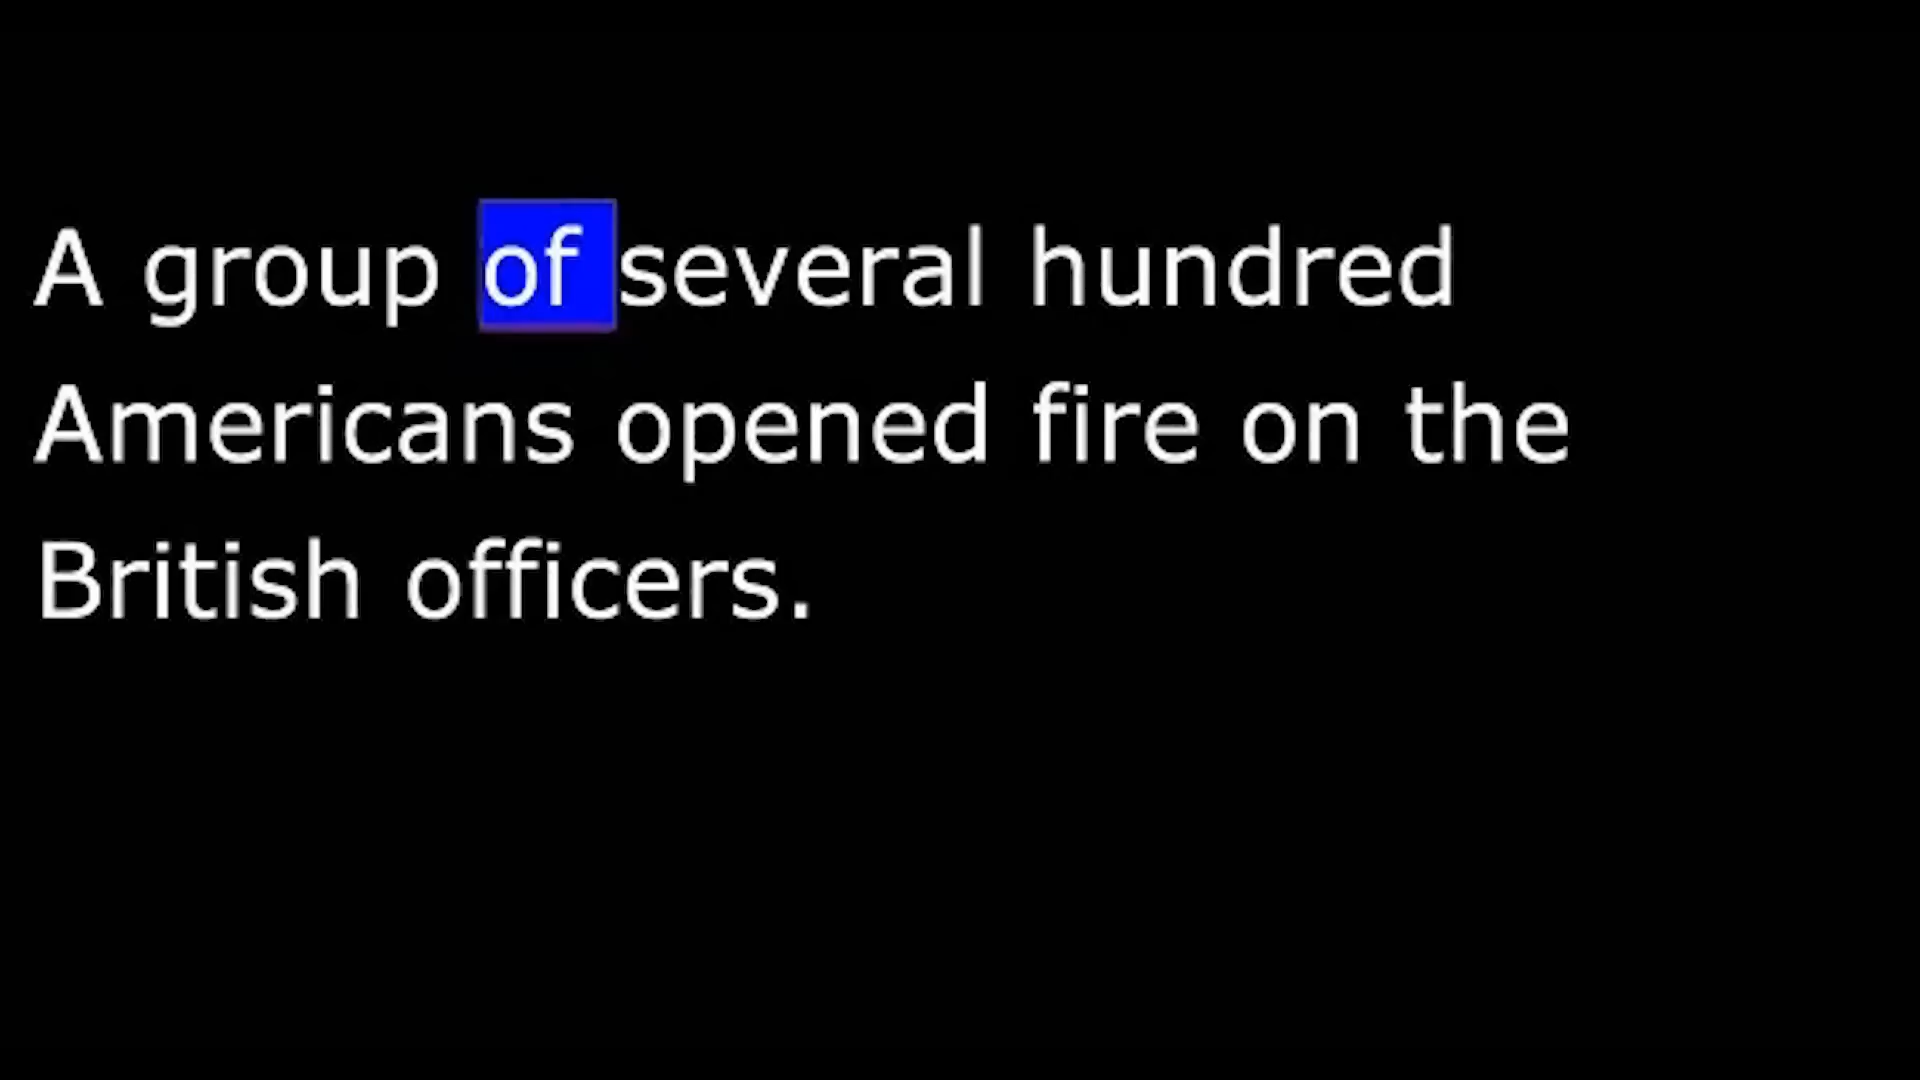 A group of several hundred
Americans opened fire on the
British officers.